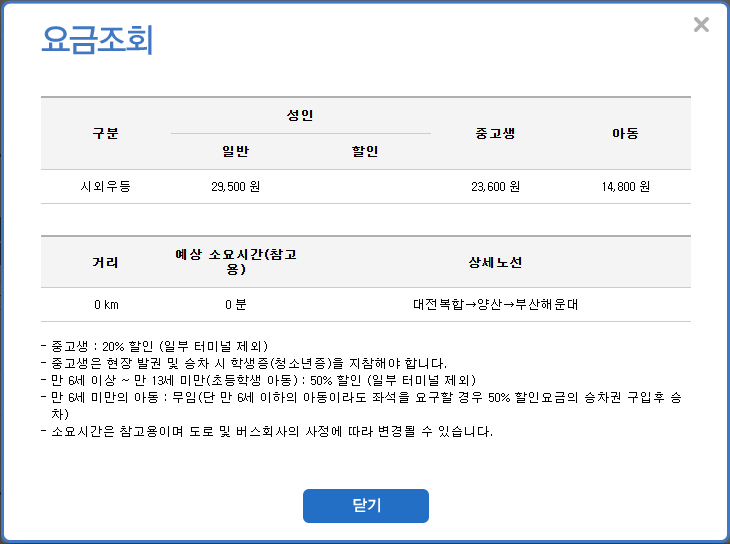 요금조회
구분 성인 중고생 아동
일반 할인
시외우등 29,500 원 23,600 원 14,800 원
거리 예상 소요시간(참고용) 상세노선
0 km 0 분 대전복합→양산→부산해운대
- 중고생 : 20% 할인 (일부 터미널 제외)
- 중고생은 현장 발권 및 승차 시 학생증(청소년증)을 지참해야 합니다.
- 만 6세 이상 ~ 만 13세 미만(초등학생 아동) : 50% 할인 (일부 터미널 제외)
- 만 6세 미만의 아동 : 무임(단 만 6세 이하의 아동이라도 좌석을 요구할 경우 50% 할인요금의 승차권 구입후 승
차)
- 소요시간은 참고용이며 도로 및 버스회사의 사정에 따라 변경될 수 있습니다.
닫기